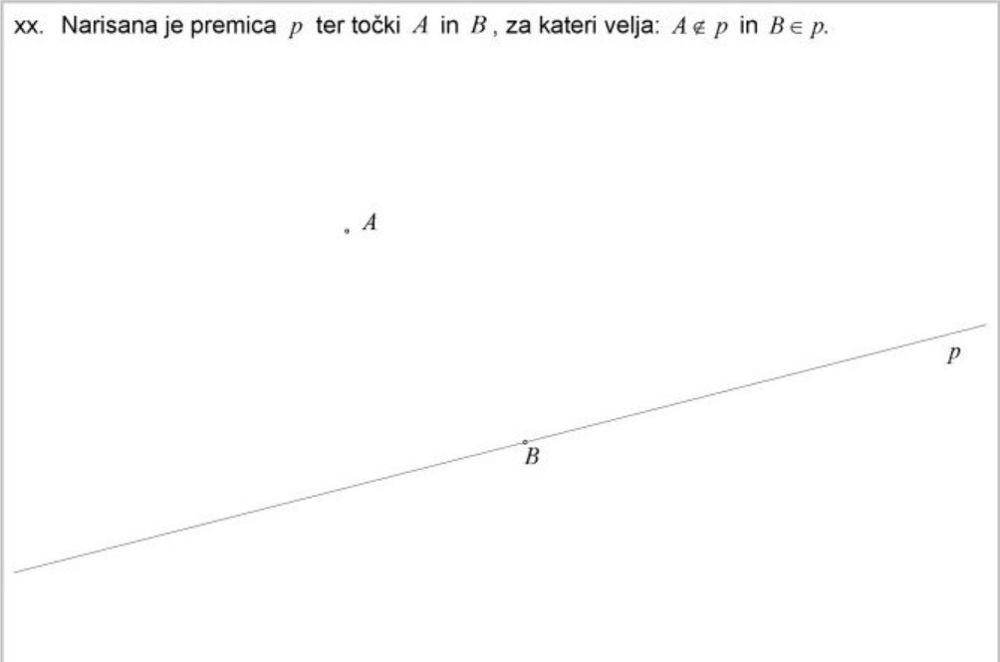 xx. Narisana je premica p ter točki A in B, za kateri velja: A ∉ p in B ∈ p.
A
p
B